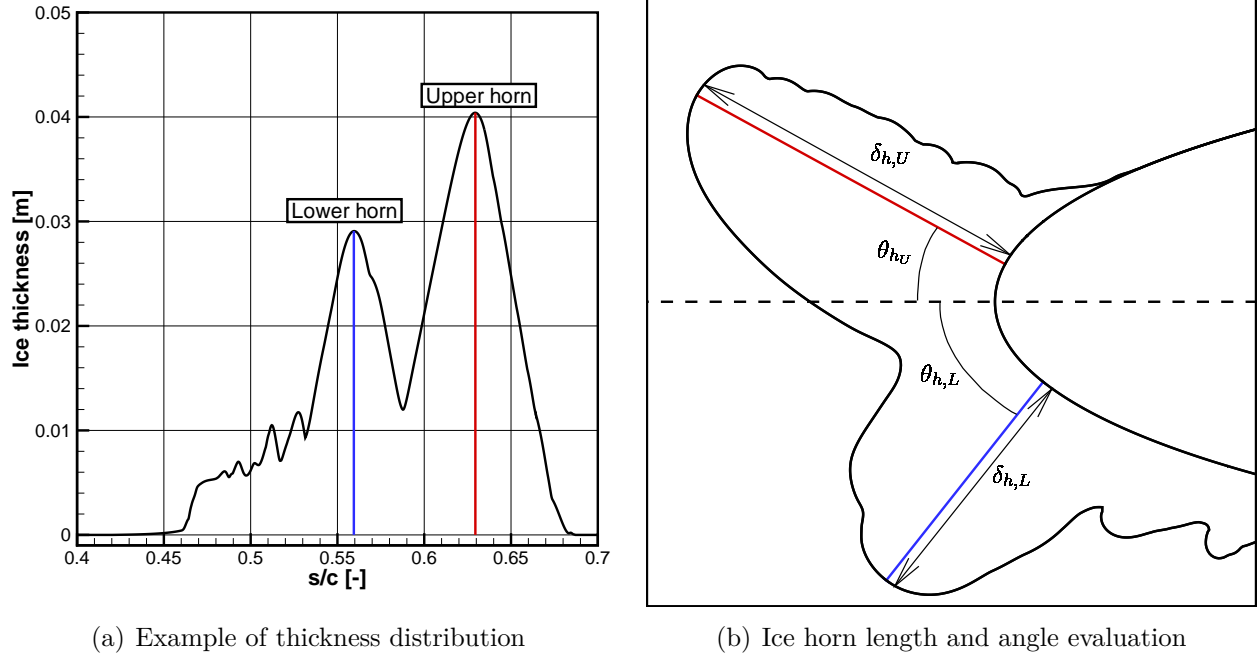 0.05
0.04
0.03
0.02
0.01
0
Ice thickness [m]
Upper horn
Lower horn
0.4
0.45
0.5
0.55
0.6
0.65
0.7
s/c [-]
(a) Example of thickness distribution
δh,U
θhU
θh,L
δh,L
(b) Ice horn length and angle evaluation